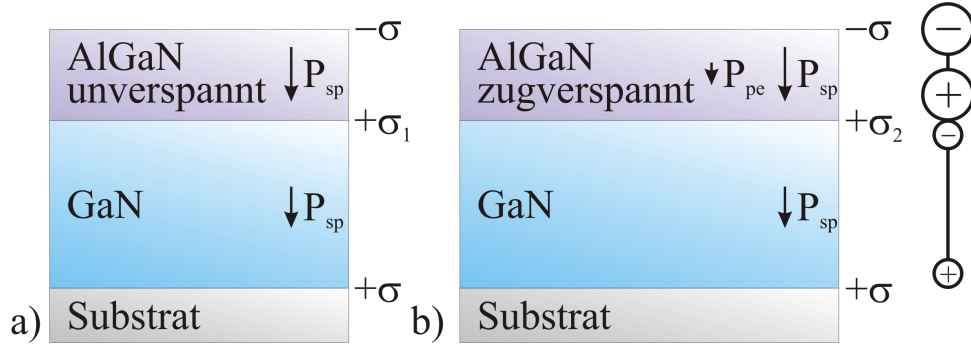 AlGaN
unverspannt
P_sp
−σ
+σ_1
GaN
P_sp
+σ
a) Substrat
AlGaN
zugverspannt
P_pe
P_sp
−σ
+σ_2
GaN
P_sp
+σ
b) Substrat
−
+
−
+